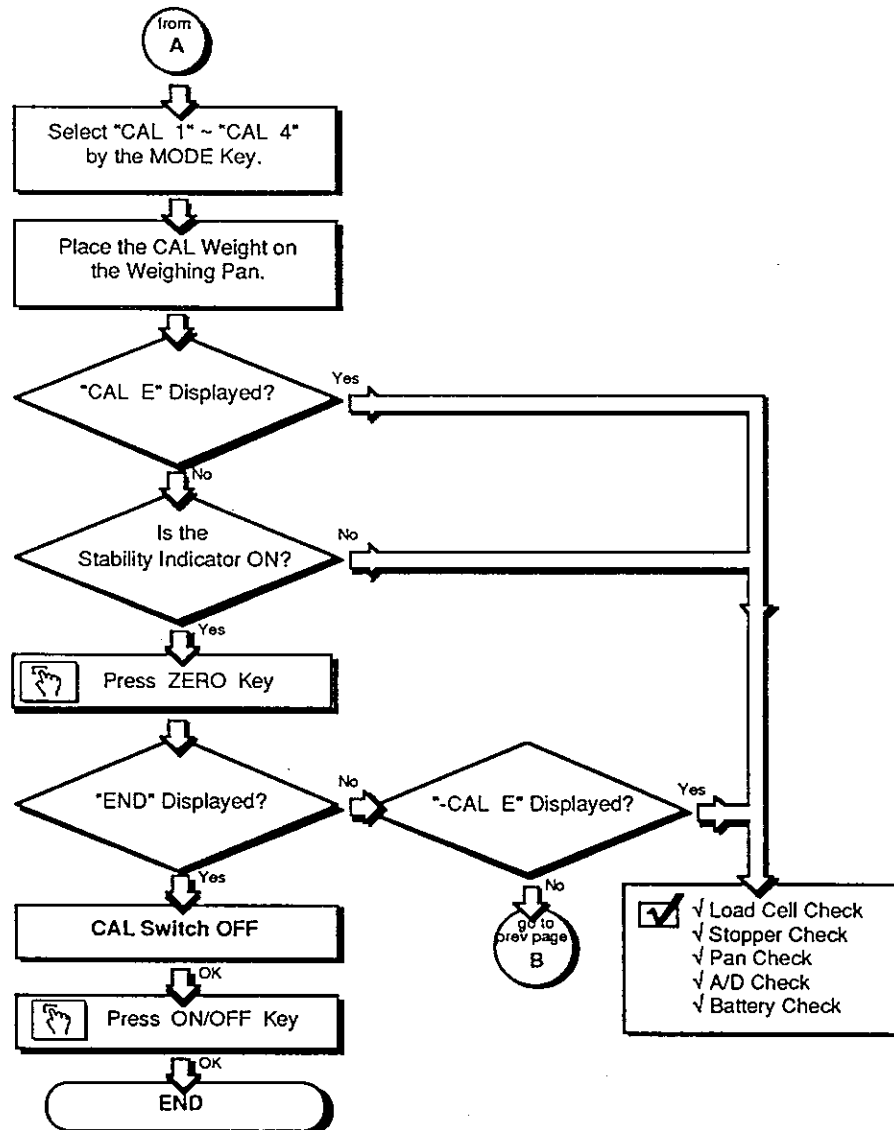 from
A
Select "CAL 1" ~ "CAL 4"
by the MODE Key.
Place the CAL Weight on
the Weighing Pan.
"CAL E" Displayed?
Yes
No
Is the
Stability Indicator ON?
No
Yes
Press ZERO Key
"END" Displayed?
No
"-CAL E" Displayed?
Yes
Yes
No
CAL Switch OFF
go to
prev page
B
√ Load Cell Check
√ Stopper Check
√ Pan Check
√ A/D Check
√ Battery Check
OK
Press ON/OFF Key
OK
END